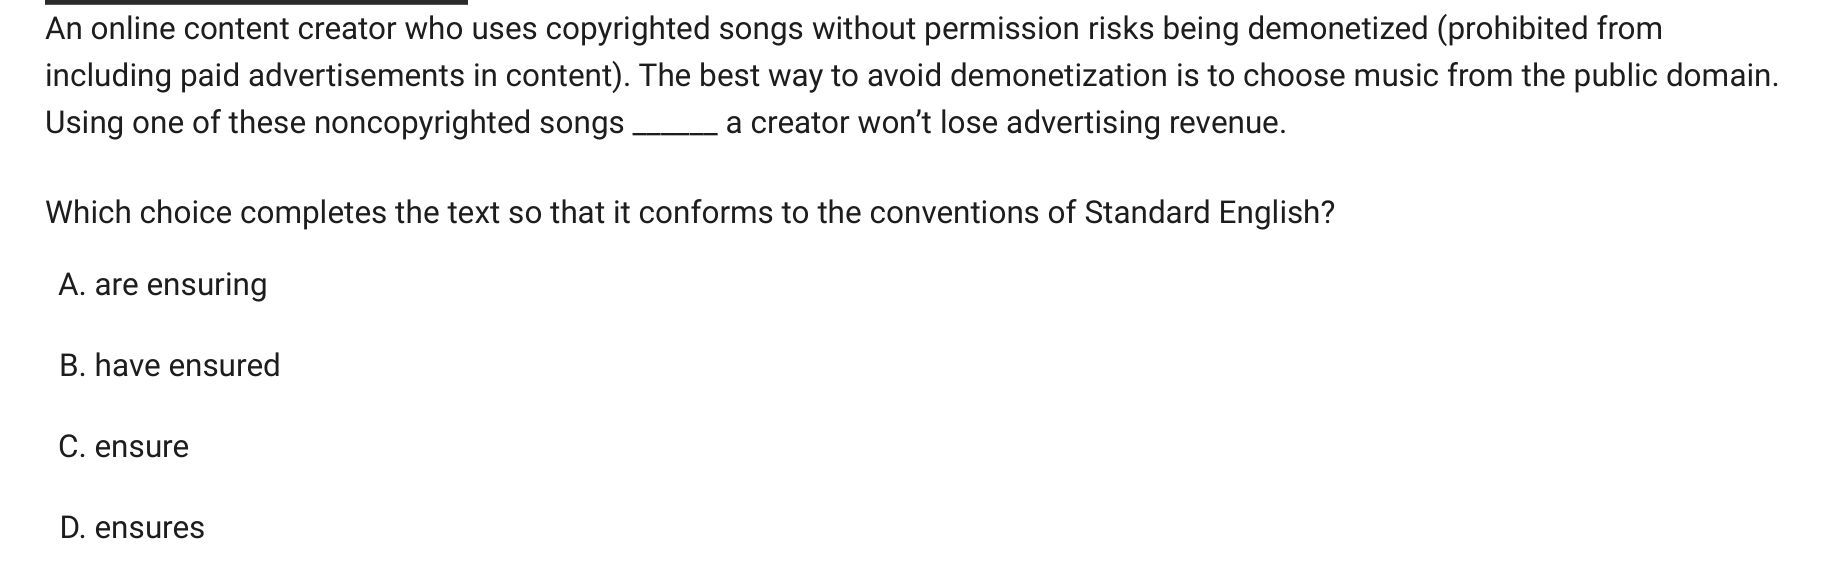 An online content creator who uses copyrighted songs without permission risks being demonetized (prohibited from
including paid advertisements in content). The best way to avoid demonetization is to choose music from the public domain.
Using one of these noncopyrighted songs ______ a creator won’t lose advertising revenue.
Which choice completes the text so that it conforms to the conventions of Standard English?
A. are ensuring
B. have ensured
C. ensure
D. ensures